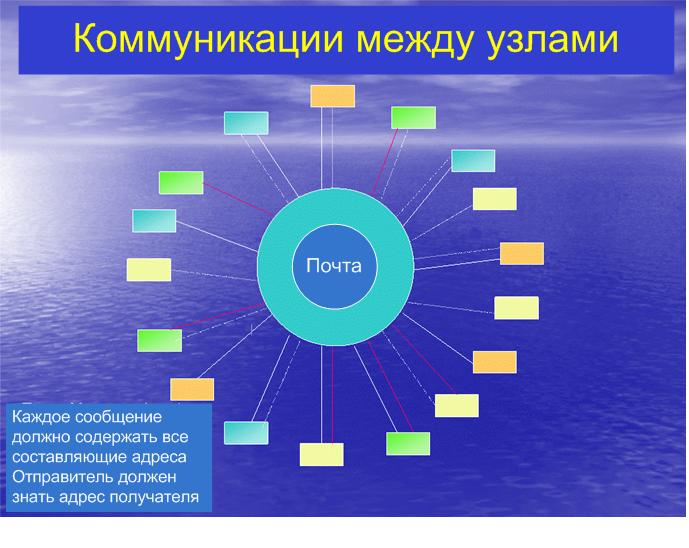 Коммуникации между узлами
Почта
Каждое сообщение
должно содержать все
составляющие адреса
Отправитель должен
знать адрес получателя